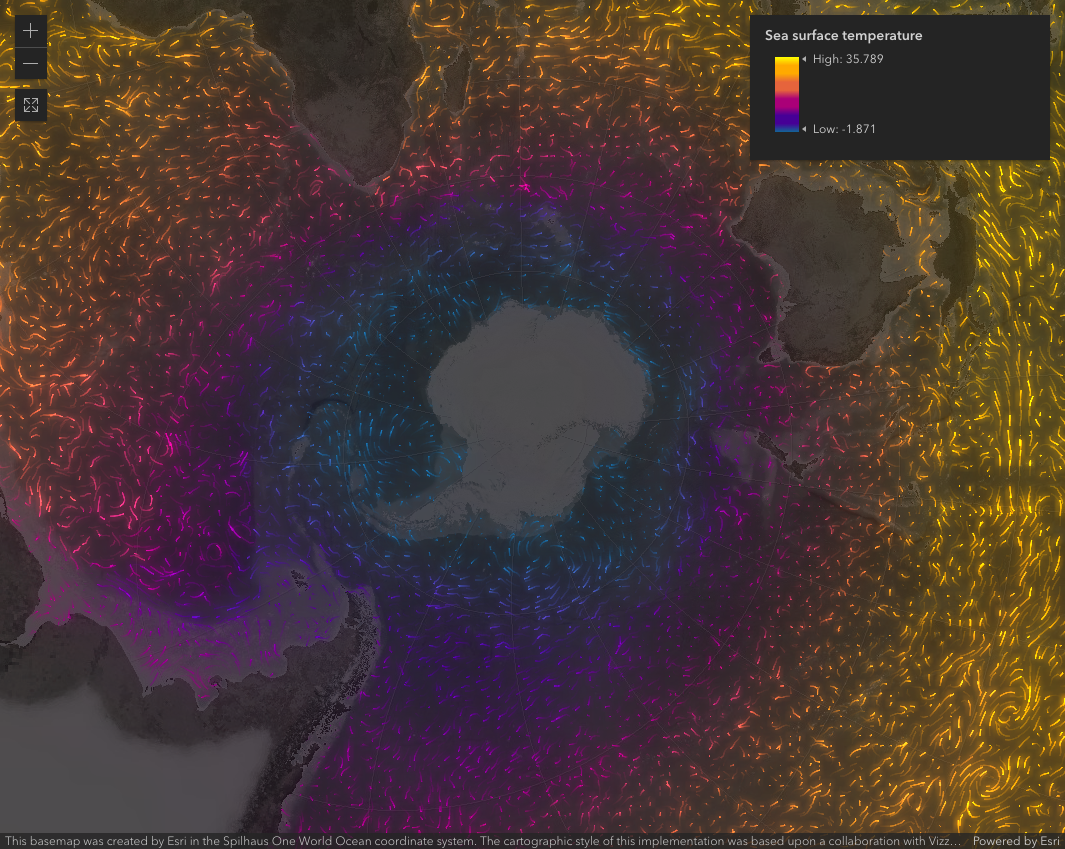 Sea surface temperature
High: 35.789
Low: -1.871
This basemap was created by Esri in the Spilhaus One World Ocean coordinate system. The cartographic style of this implementation was based upon a collaboration with Vizz…
Powered by Esri